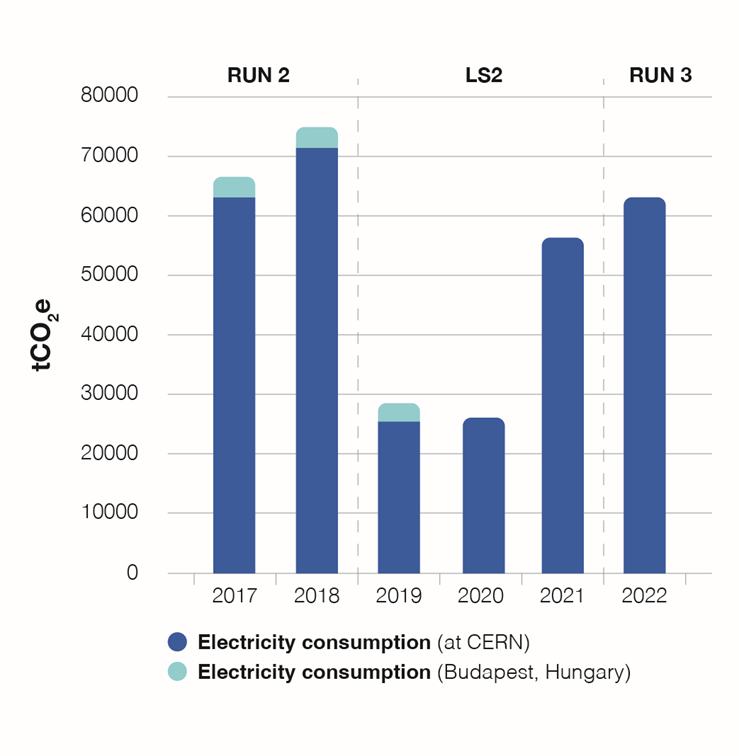 RUN 2 LS2 RUN 3
80000
70000
60000
50000
40000
30000
20000
10000
0
tCO₂e
2017 2018 2019 2020 2021 2022
Electricity consumption (at CERN)
Electricity consumption (Budapest, Hungary)